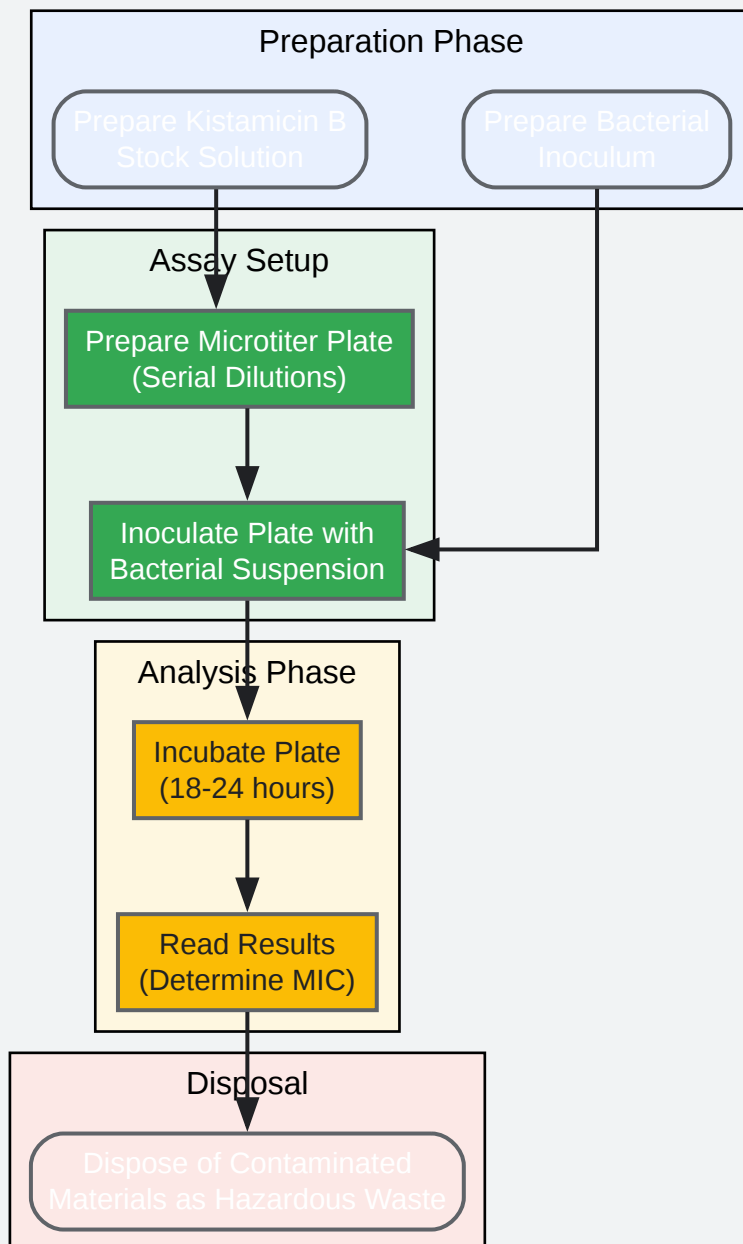 Preparation Phase
Prepare Kistamicin B
Stock Solution
Prepare Bacterial
Inoculum
Assay Setup
Prepare Microtiter Plate
(Serial Dilutions)
Inoculate Plate with
Bacterial Suspension
Analysis Phase
Incubate Plate
(18-24 hours)
Read Results
(Determine MIC)
Disposal
Dispose of Contaminated
Materials as Hazardous Waste